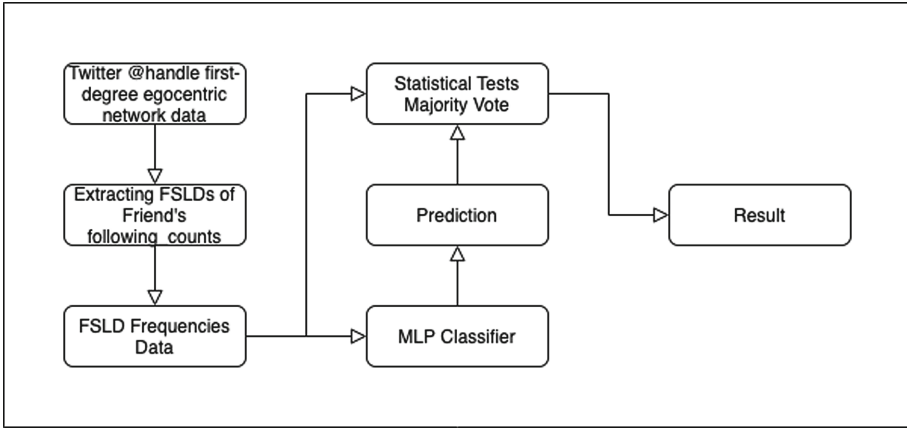 Twitter @handle first-
degree egocentric
network data
Extracting FSLDs of
Friend's
following counts
FSLD Frequencies
Data
Statistical Tests
Majority Vote
Prediction
MLP Classifier
Result